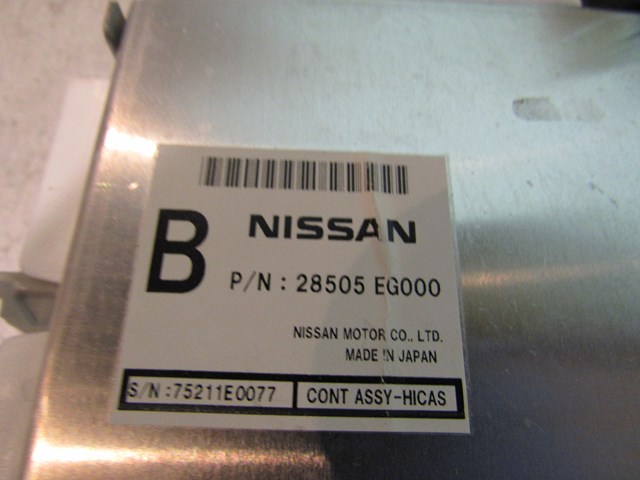 B
NISSAN
P/N : 28505 EG000
NISSAN MOTOR CO., LTD.
MADE IN JAPAN
S/N :75211E0077
CONT ASSY-HICAS